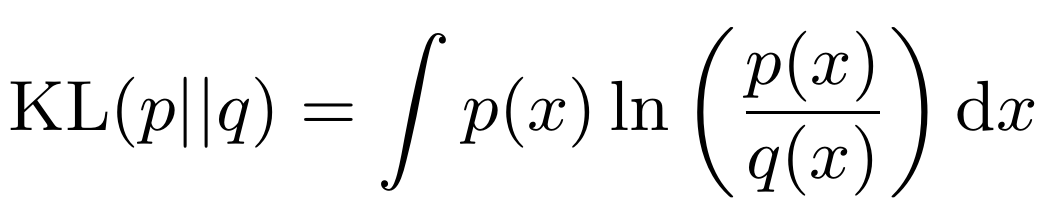 KL(p||q) = ∫ p(x) ln (p(x)/q(x)) dx